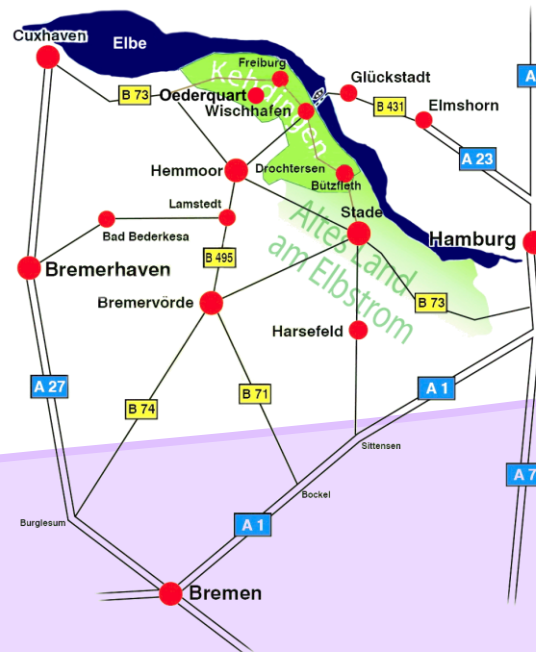 Cuxhaven
Elbe
Freiburg
Kehdingen
Glückstadt
A
B 73
Oederquart
Wischhafen
B 431
Elmshorn
A 23
Hemmoor
Drochtersen
Bützfleth
Lamstedt
Stade
Altes Land
am Elbstrom
Bad Bederkesa
Hamburg
B 495
Bremerhaven
Bremervörde
B 73
Harsefeld
A 27
B 74
B 71
A 1
Sittensen
A 7
Bockel
Burglesum
A 1
Bremen